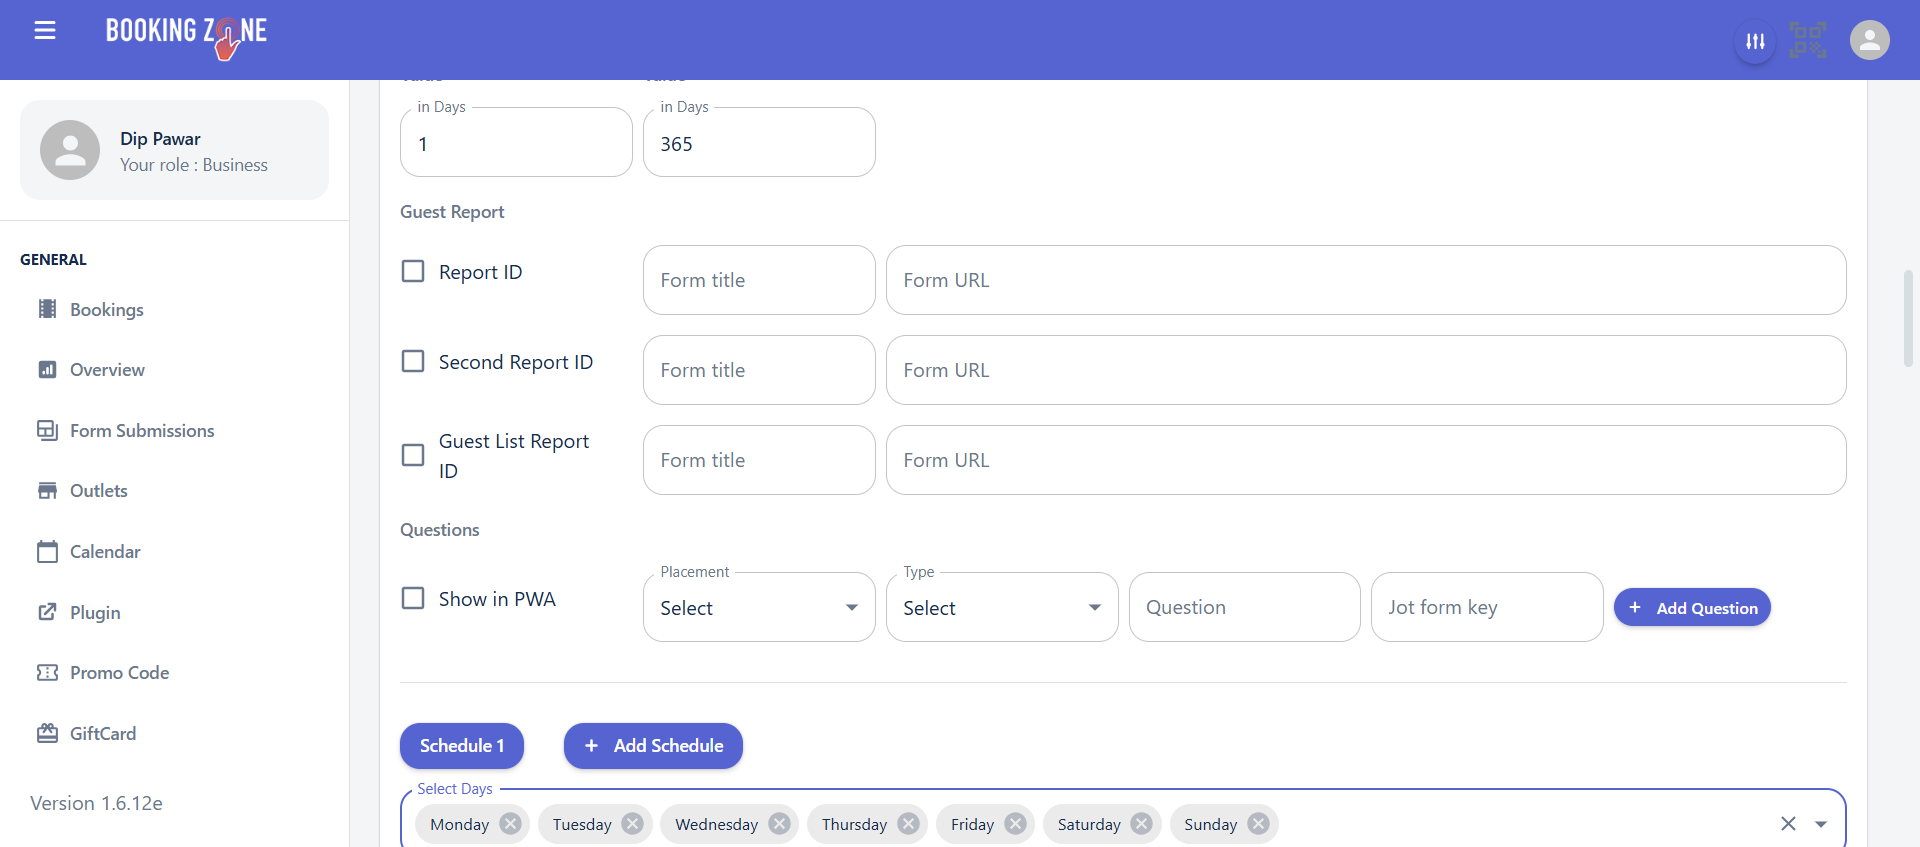 BOOKING ZONE
Dip Pawar
Your role : Business
GENERAL
Bookings
Overview
Form Submissions
Outlets
Calendar
Plugin
Promo Code
GiftCard
Version 1.6.12e
in Days
in Days
1
365
Guest Report
Report ID
Form title
Form URL
Second Report ID
Form title
Form URL
Guest List Report
ID
Form title
Form URL
Questions
Show in PWA
Placement
Select
Type
Select
Question
Jot form key
+ Add Question
Schedule 1
+ Add Schedule
Select Days
Monday Tuesday Wednesday Thursday Friday Saturday Sunday